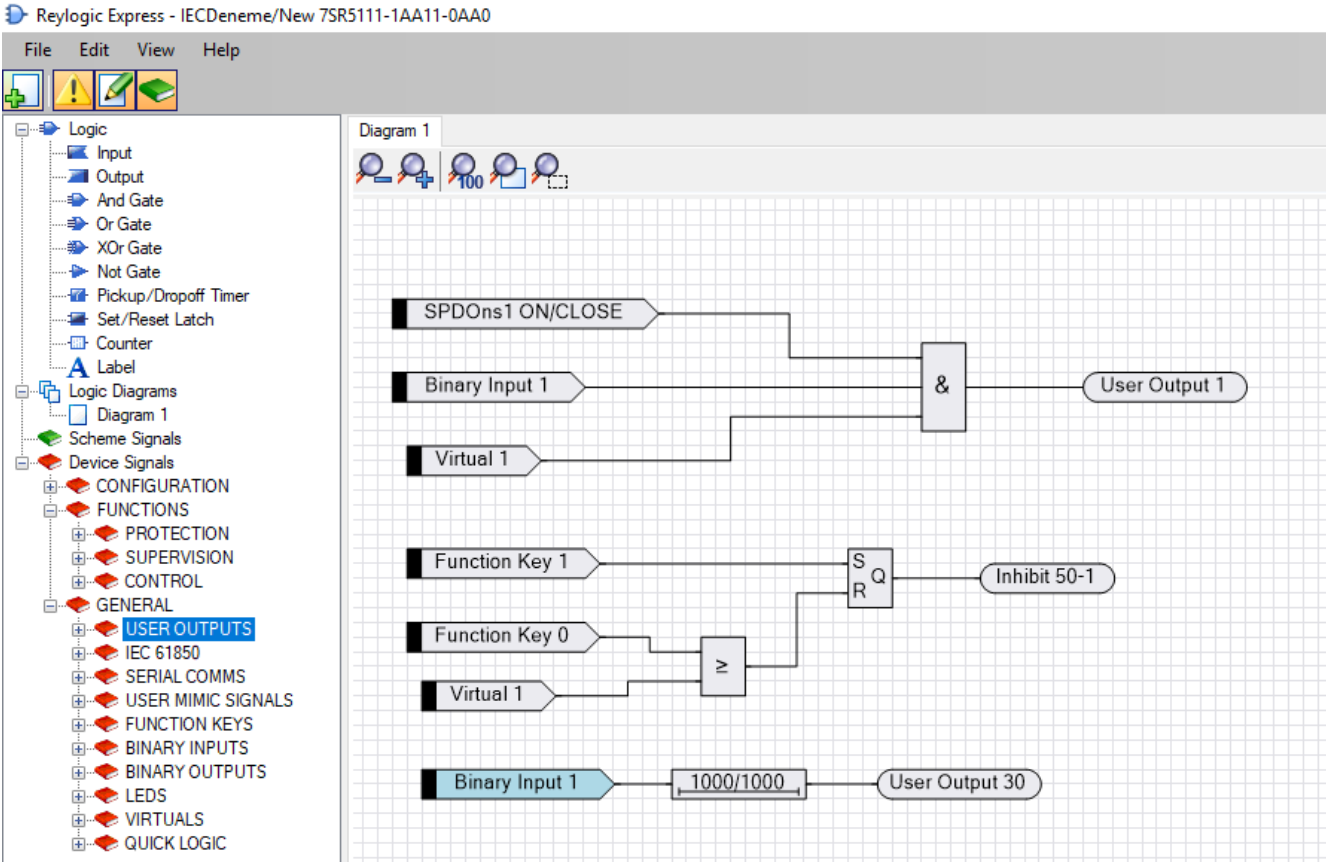 Reylogic Express - IECDeneme/New 7SR5111-1AA11-0AA0
File Edit View Help
Logic
Input
Output
And Gate
Or Gate
XOr Gate
Not Gate
Pickup/Dropoff Timer
Set/Reset Latch
Counter
A Label
Logic Diagrams
Diagram 1
Scheme Signals
Device Signals
CONFIGURATION
FUNCTIONS
PROTECTION
SUPERVISION
CONTROL
GENERAL
USER OUTPUTS
IEC 61850
SERIAL COMMS
USER MIMIC SIGNALS
FUNCTION KEYS
BINARY INPUTS
BINARY OUTPUTS
LEDS
VIRTUALS
QUICK LOGIC
Diagram 1
100
SPDOns1 ON/CLOSE
Binary Input 1
&
User Output 1
Virtual 1
Function Key 1
S
Q
R
Inhibit 50-1
Function Key 0
≥
Virtual 1
Binary Input 1
1000/1000
User Output 30